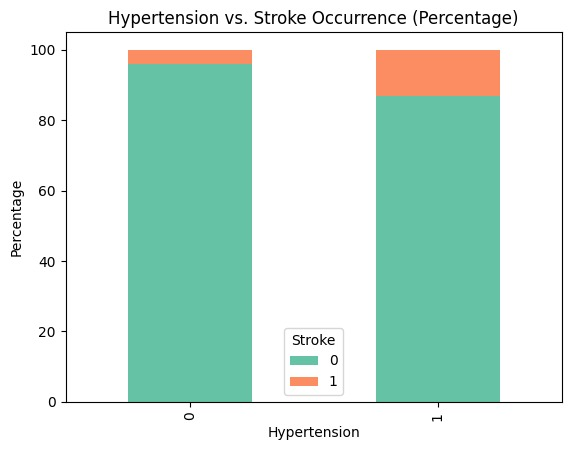 Hypertension vs. Stroke Occurrence (Percentage)
100
80
60
40
20
0
Percentage
Stroke
0
1
0
1
Hypertension